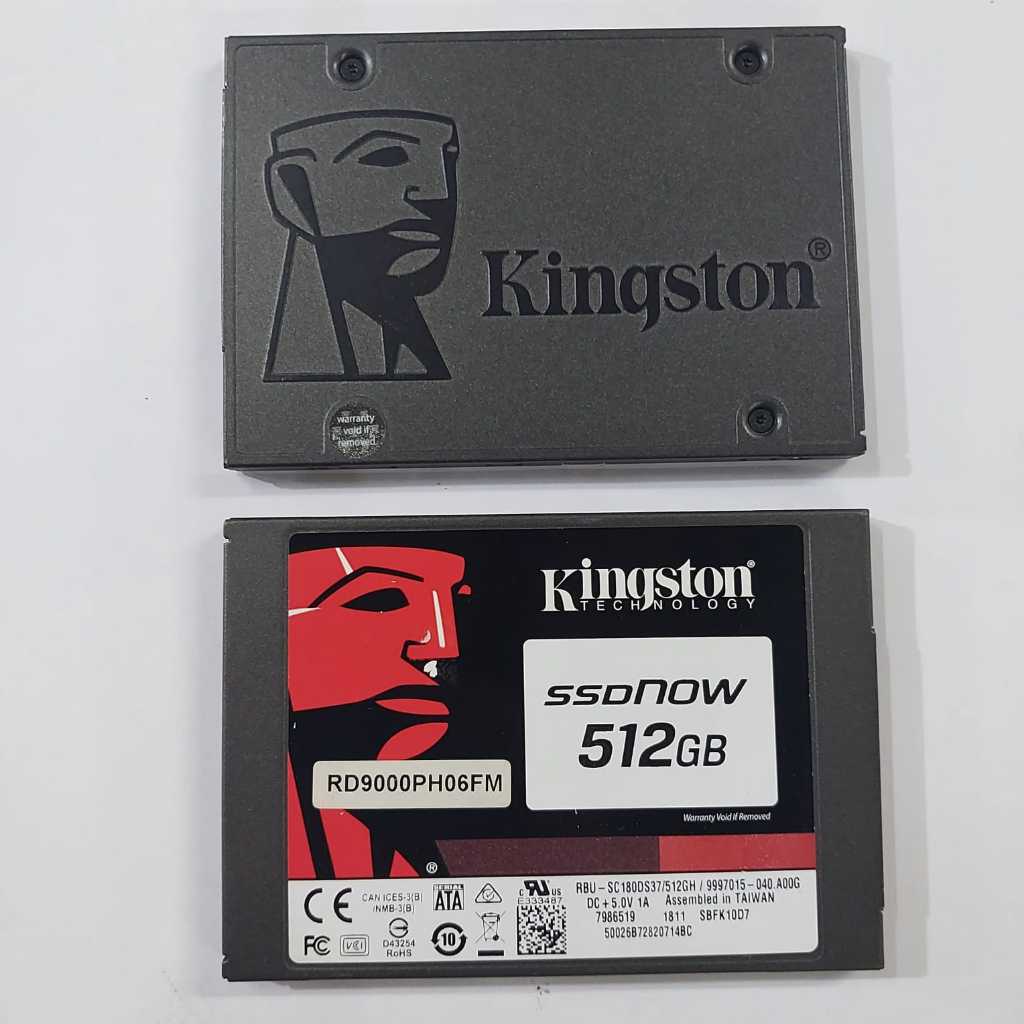 Kingston®
warranty
void if
removed
Kingston®
TECHNOLOGY
SSDNOW
512GB
RD9000PH06FM
Warranty Void If Removed
®
CE
CAN ICES-3(B)
/NMB-3(B)
SERIAL
ATA
C UL US
E333487
FC
VCI
D43254
RoHS
10
RBU-SC180DS37/512GH / 9997015-040.A00G
DC+5.0V 1A Assembled in TAIWAN
7986519 1811 SBFK10D7
50026B72820714BC